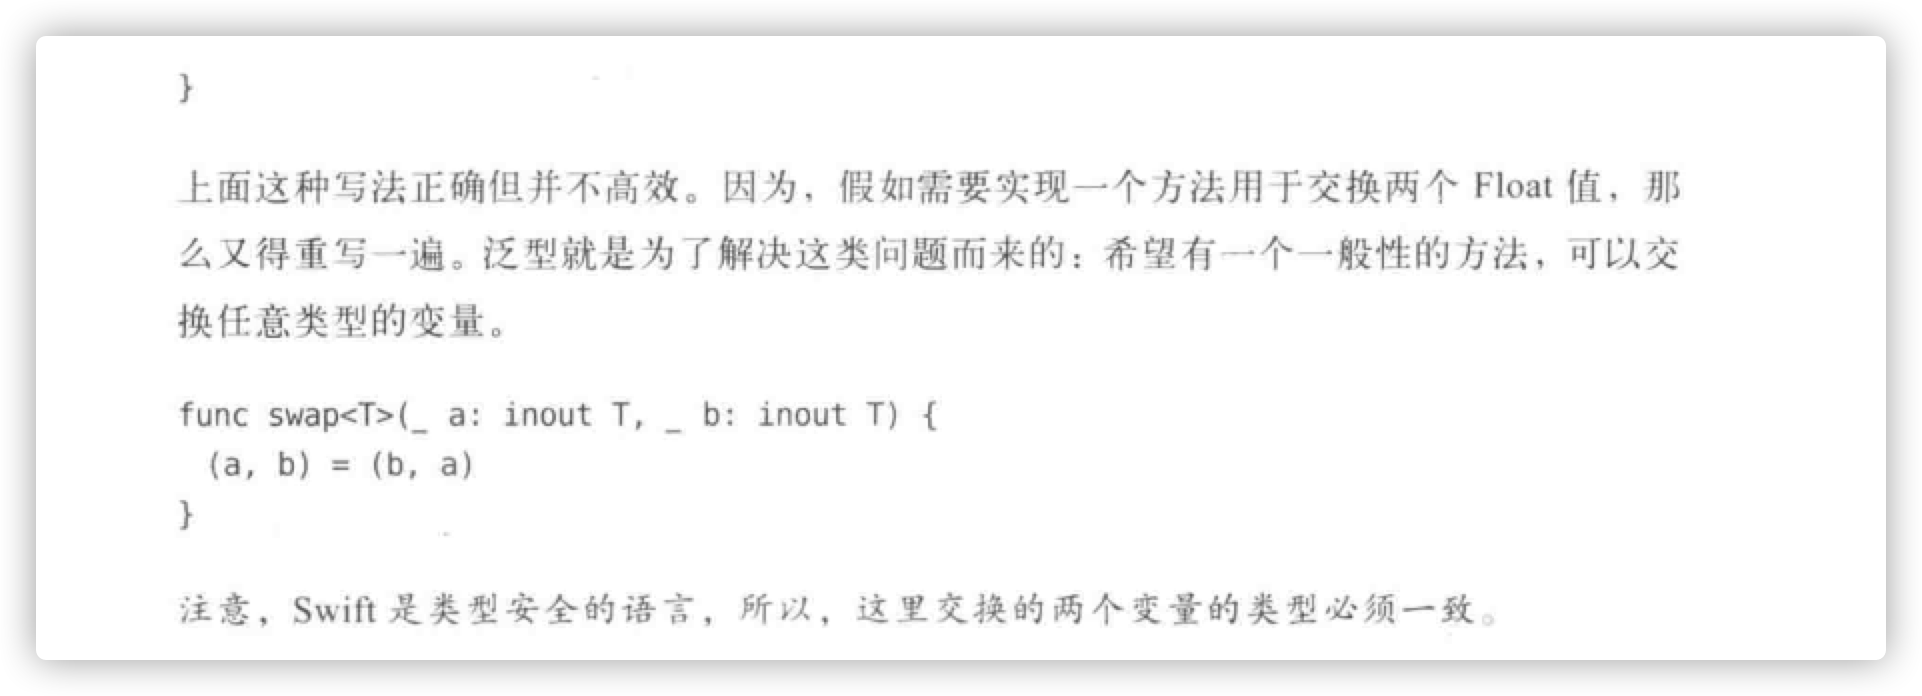 }
上面这种写法正确但并不高效。因为，假如需要实现一个方法用于交换两个 Float 值，那
么又得重写一遍。泛型就是为了解决这类问题而来的：希望有一个一般性的方法，可以交
换任意类型的变量。
func swap<T>(_ a: inout T, _ b: inout T) {
 (a, b) = (b, a)
}
注意，Swift 是类型安全的语言，所以，这里交换的两个变量的类型必须一致。